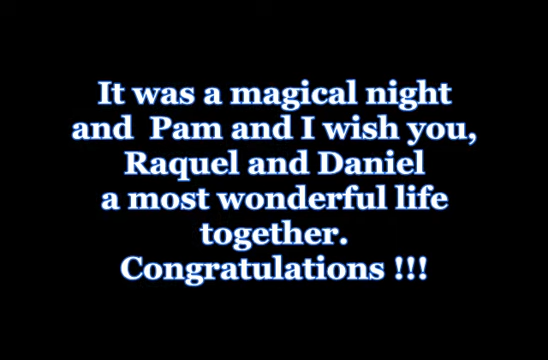 It was a magical night
and  Pam and I wish you,
Raquel and Daniel
a most wonderful life
together.
Congratulations !!!